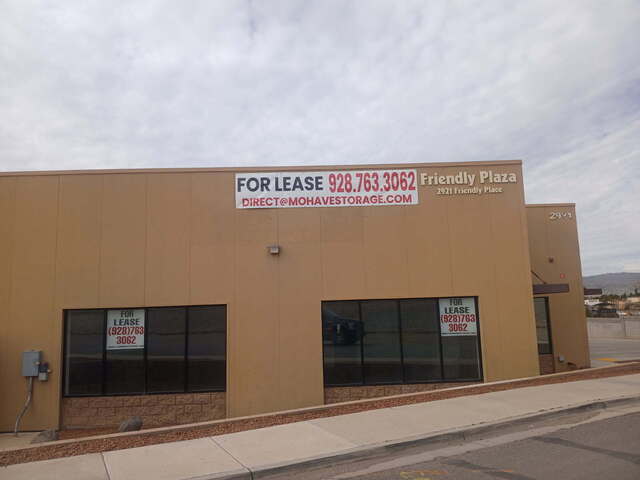 FOR LEASE 928.763.3062
DIRECT@MOHAVESTORAGE.COM
Friendly Plaza
2921 Friendly Place
FOR
LEASE
(928)763
3062
FOR
LEASE
(928)763
3062